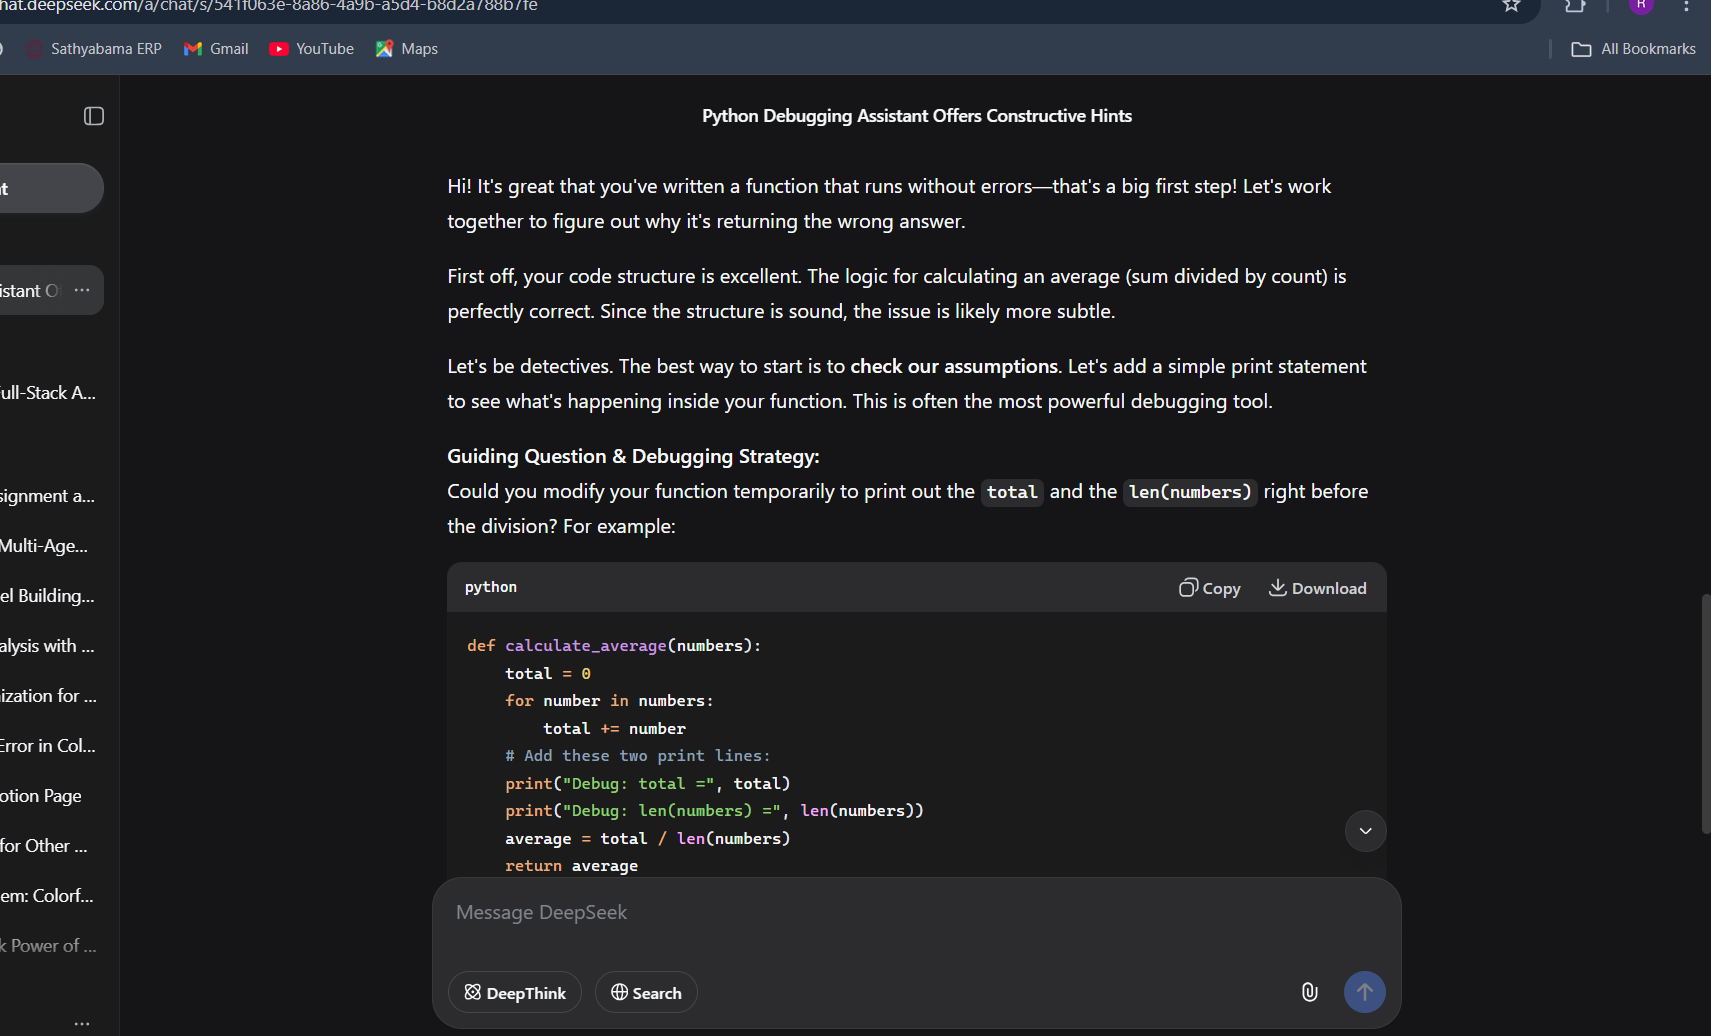 hat.deepseek.com/a/chat/s/541f063e-8a86-4a9b-a5d4-b8d2a788b7fe
R
Sathyabama ERP Gmail YouTube Maps All Bookmarks
Python Debugging Assistant Offers Constructive Hints
t
istant O ...
ull-Stack A...
signment a...
Multi-Age...
el Building...
alysis with ...
ization for ...
Error in Col...
otion Page
for Other ...
em: Colorf...
k Power of ...
...
Hi! It's great that you've written a function that runs without errors—that's a big first step! Let's work
together to figure out why it's returning the wrong answer.
First off, your code structure is excellent. The logic for calculating an average (sum divided by count) is
perfectly correct. Since the structure is sound, the issue is likely more subtle.
Let's be detectives. The best way to start is to check our assumptions. Let's add a simple print statement
to see what's happening inside your function. This is often the most powerful debugging tool.
Guiding Question & Debugging Strategy:
Could you modify your function temporarily to print out the total and the len(numbers) right before
the division? For example:
python Copy Download
def calculate_average(numbers):
    total = 0
    for number in numbers:
        total += number
    # Add these two print lines:
    print("Debug: total =", total)
    print("Debug: len(numbers) =", len(numbers))
    average = total / len(numbers)
    return average
Message DeepSeek
DeepThink Search